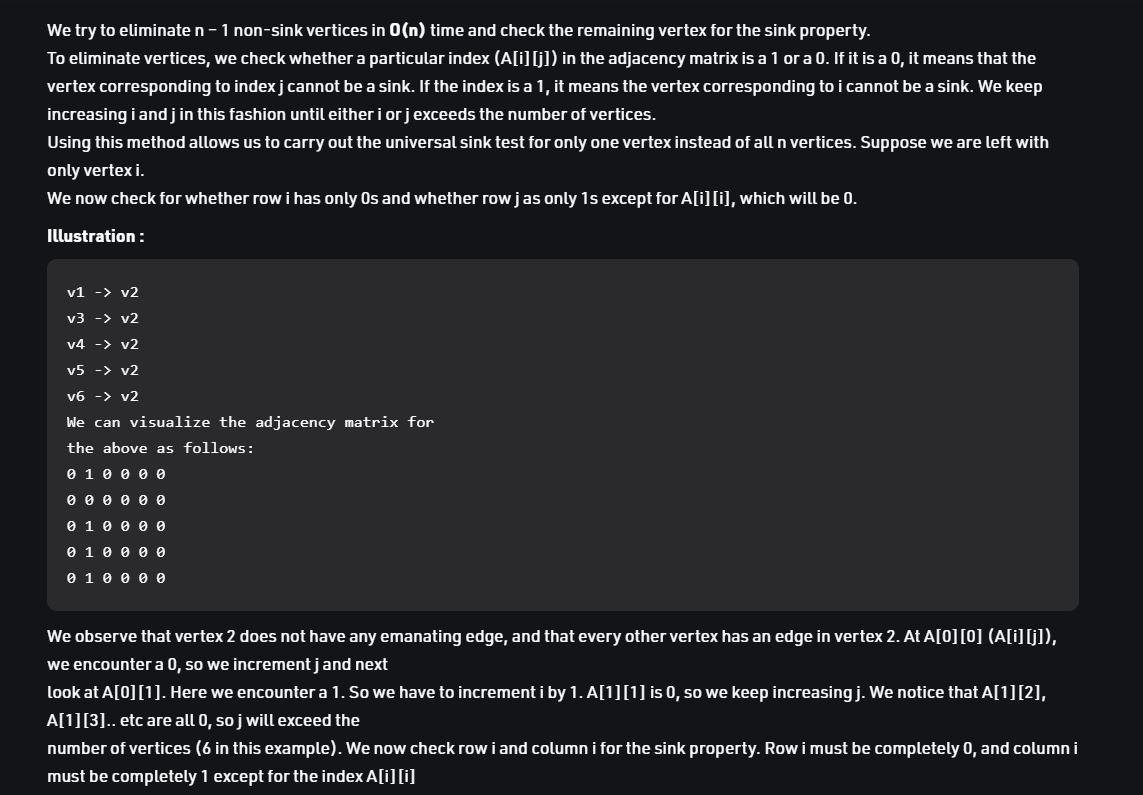 We try to eliminate n – 1 non-sink vertices in O(n) time and check the remaining vertex for the sink property.
To eliminate vertices, we check whether a particular index (A[i][j]) in the adjacency matrix is a 1 or a 0. If it is a 0, it means that the
vertex corresponding to index j cannot be a sink. If the index is a 1, it means the vertex corresponding to i cannot be a sink. We keep
increasing i and j in this fashion until either i or j exceeds the number of vertices.
Using this method allows us to carry out the universal sink test for only one vertex instead of all n vertices. Suppose we are left with
only vertex i.
We now check for whether row i has only 0s and whether row j as only 1s except for A[i][i], which will be 0.
Illustration :
v1 -> v2
v3 -> v2
v4 -> v2
v5 -> v2
v6 -> v2
We can visualize the adjacency matrix for
the above as follows:
0 1 0 0 0 0
0 0 0 0 0 0
0 1 0 0 0 0
0 1 0 0 0 0
0 1 0 0 0 0
We observe that vertex 2 does not have any emanating edge, and that every other vertex has an edge in vertex 2. At A[0][0] (A[i][j]),
we encounter a 0, so we increment j and next
look at A[0][1]. Here we encounter a 1. So we have to increment i by 1. A[1][1] is 0, so we keep increasing j. We notice that A[1][2],
A[1][3].. etc are all 0, so j will exceed the
number of vertices (6 in this example). We now check row i and column i for the sink property. Row i must be completely 0, and column i
must be completely 1 except for the index A[i][i]